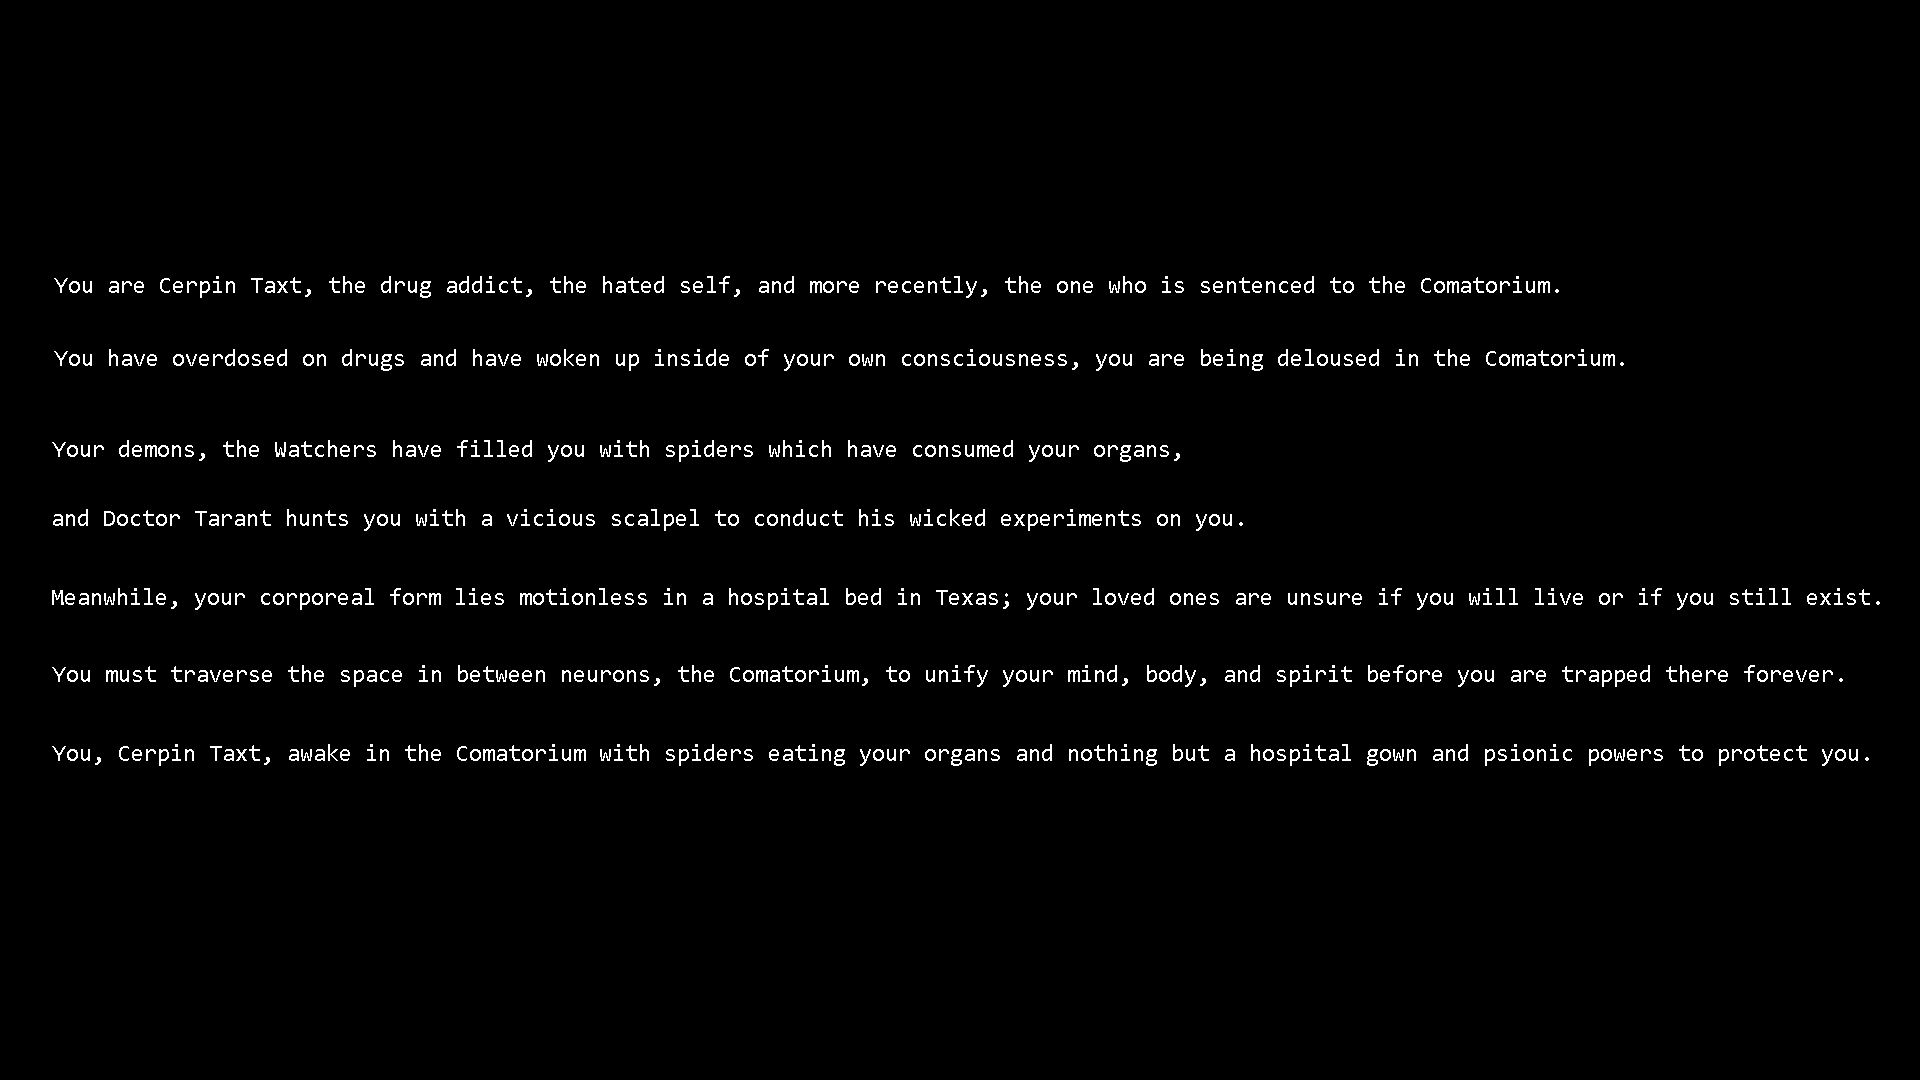 You are Cerpin Taxt, the drug addict, the hated self, and more recently, the one who is sentenced to the Comatorium.
You have overdosed on drugs and have woken up inside of your own consciousness, you are being deloused in the Comatorium.
Your demons, the Watchers have filled you with spiders which have consumed your organs,
and Doctor Tarant hunts you with a vicious scalpel to conduct his wicked experiments on you.
Meanwhile, your corporeal form lies motionless in a hospital bed in Texas; your loved ones are unsure if you will live or if you still exist.
You must traverse the space in between neurons, the Comatorium, to unify your mind, body, and spirit before you are trapped there forever.
You, Cerpin Taxt, awake in the Comatorium with spiders eating your organs and nothing but a hospital gown and psionic powers to protect you.